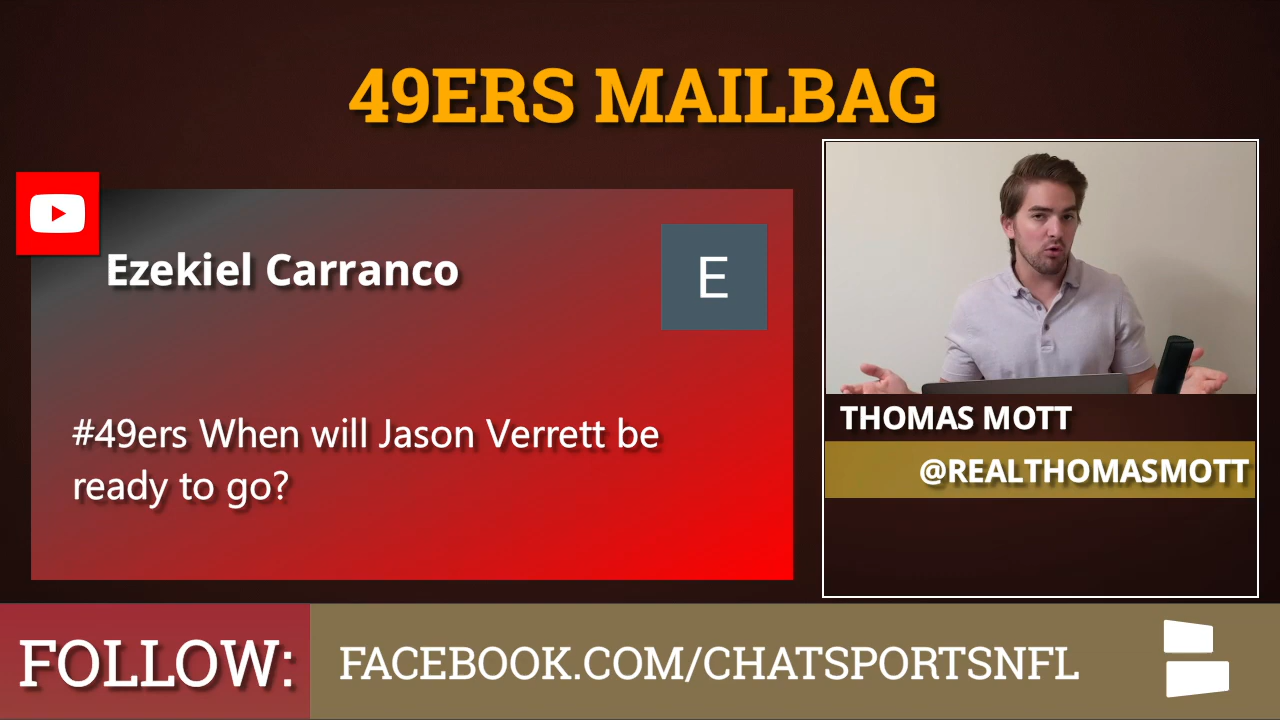 49ERS MAILBAG
Ezekiel Carranco
E
#49ers When will Jason Verrett be
ready to go?
THOMAS MOTT
@REALTHOMASMOTT
FOLLOW:
FACEBOOK.COM/CHATSPORTSNFL